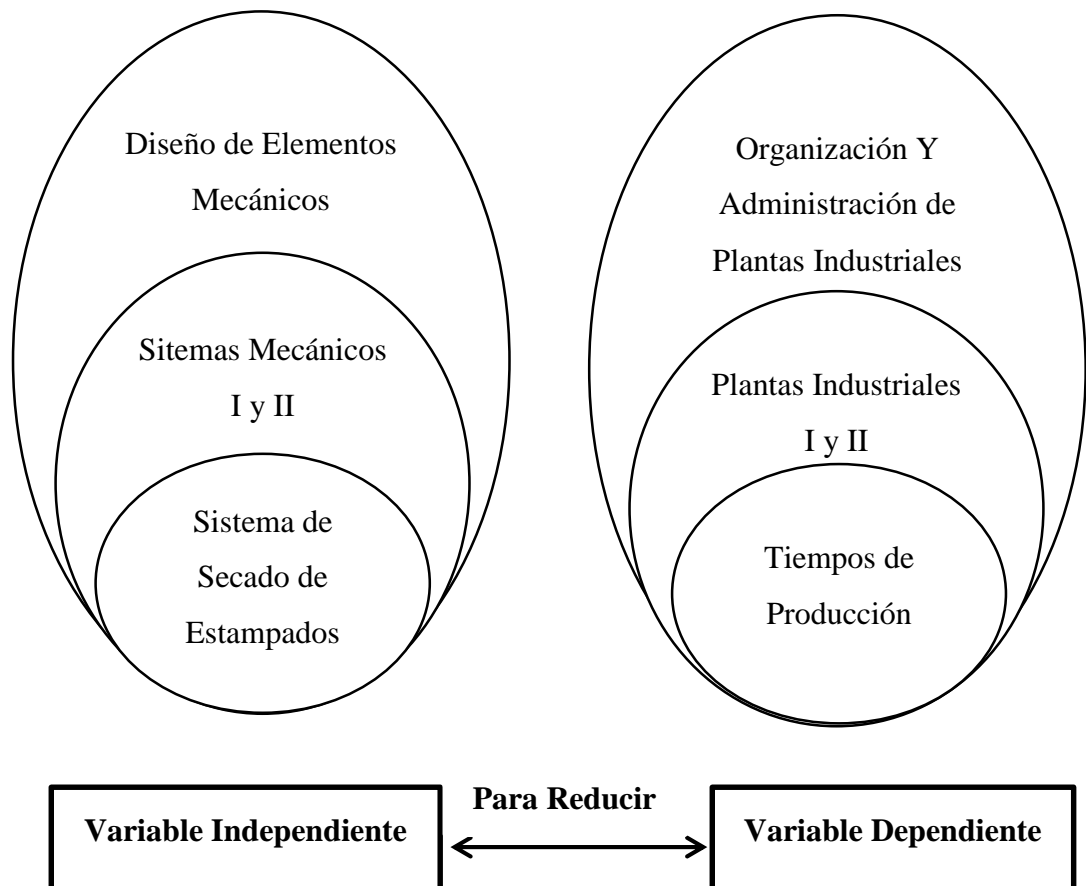 Diseño de Elementos
Mecánicos
Sitemas Mecánicos
I y II
Sistema de
Secado de
Estampados
Organización Y
Administración de
Plantas Industriales
Plantas Industriales
I y II
Tiempos de
Producción
Variable Independiente
Para Reducir
Variable Dependiente